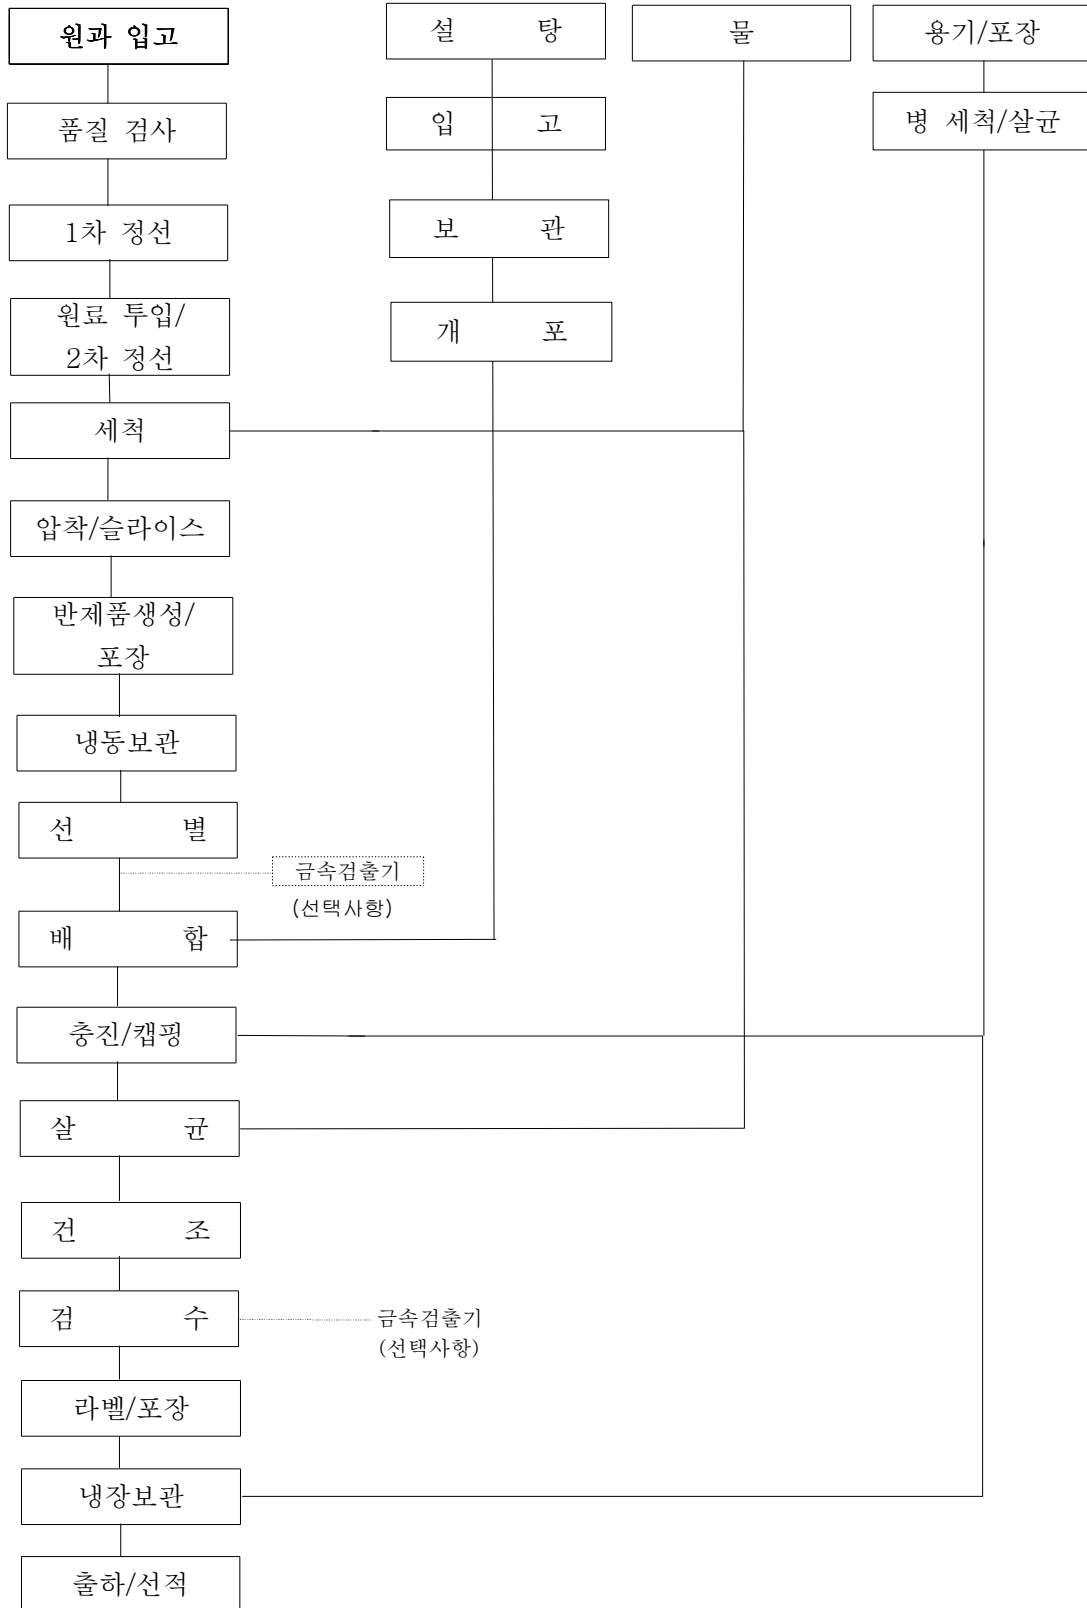 원과 입고
설 탕
물
용기/포장
품질 검사
입 고
병 세척/살균
1차 정선
보 관
원료 투입/
2차 정선
개 포
세척
압착/슬라이스
반제품생성/
포장
냉동보관
선 별
금속검출기
(선택사항)
배 합
충진/캡핑
살 균
건 조
검 수
금속검출기
(선택사항)
라벨/포장
냉장보관
출하/선적